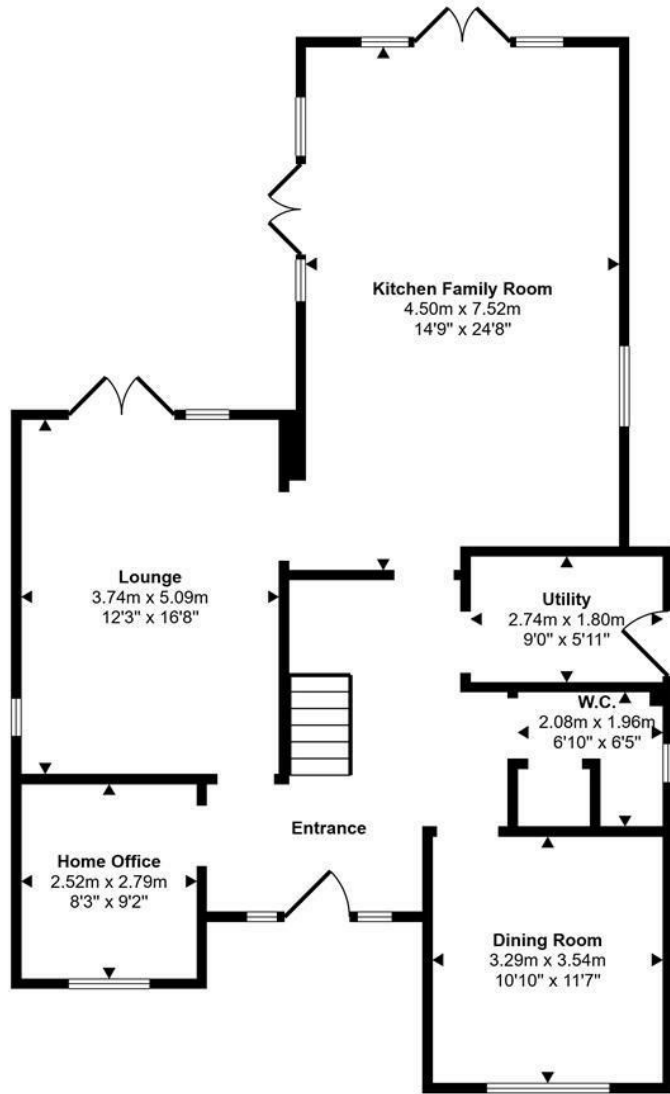 Kitchen Family Room
4.50m x 7.52m
14'9" x 24'8"
Lounge
3.74m x 5.09m
12'3" x 16'8"
Utility
2.74m x 1.80m
9'0" x 5'11"
W.C.
2.08m x 1.96m
6'10" x 6'5"
Entrance
Home Office
2.52m x 2.79m
8'3" x 9'2"
Dining Room
3.29m x 3.54m
10'10" x 11'7"